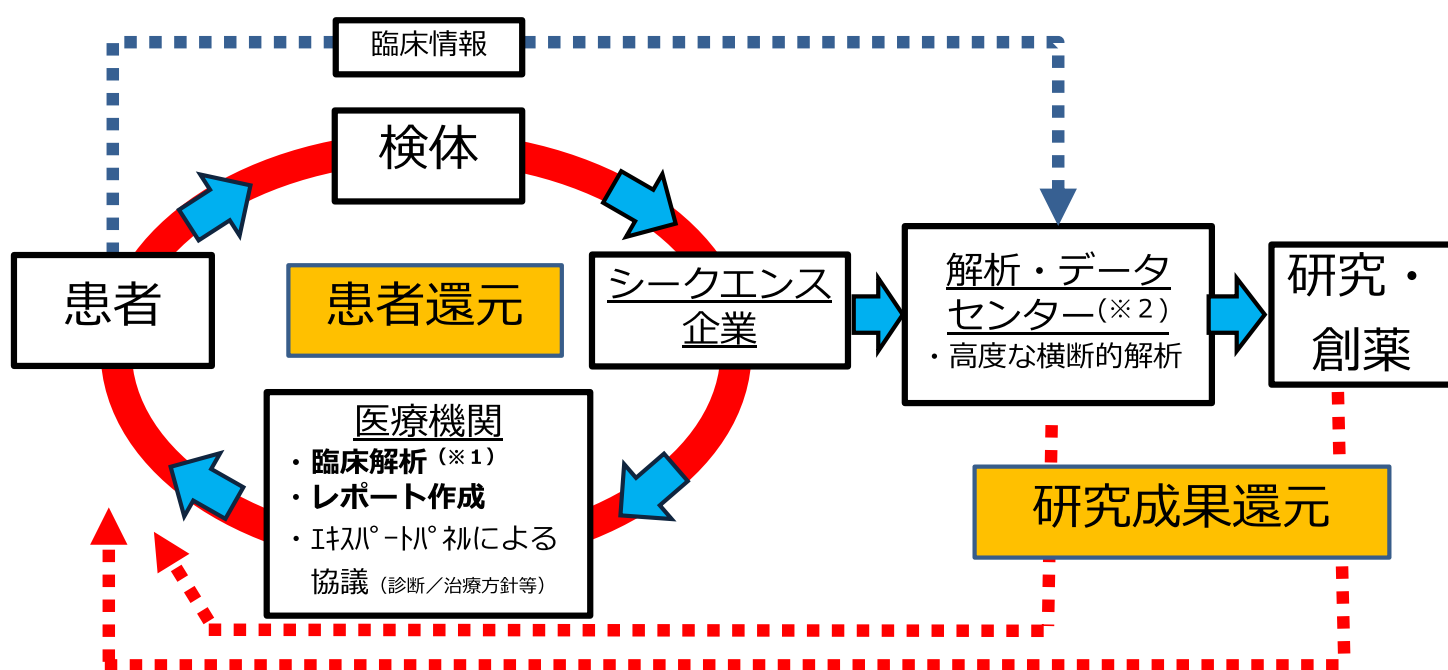 臨床情報
検体
患者
患者還元
シークエンス
企業
解析・データ
センター(※２)
・高度な横断的解析
研究・
創薬
医療機関
・臨床解析（※１）
・レポート作成
・ｴｷｽﾊﾟｰﾄﾊﾟﾈﾙによる
協議（診断／治療方針等）
研究成果還元